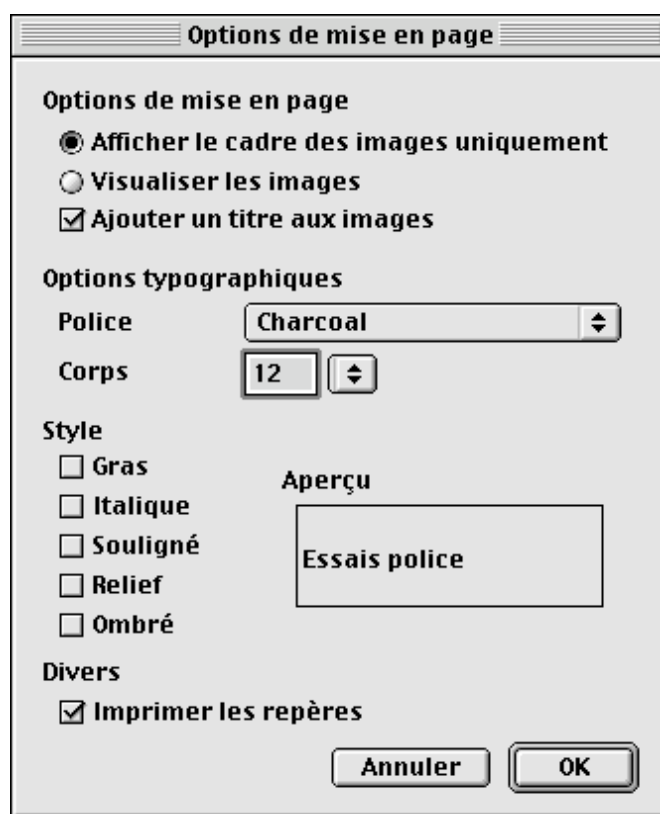 Options de mise en page
Options de mise en page
Afficher le cadre des images uniquement
Visualiser les images
Ajouter un titre aux images
Options typographiques
Police Charcoal
Corps 12
Style
Gras
Aperçu
Italique
Souligné
Essais police
Relief
Ombré
Divers
Imprimer les repères
Annuler OK